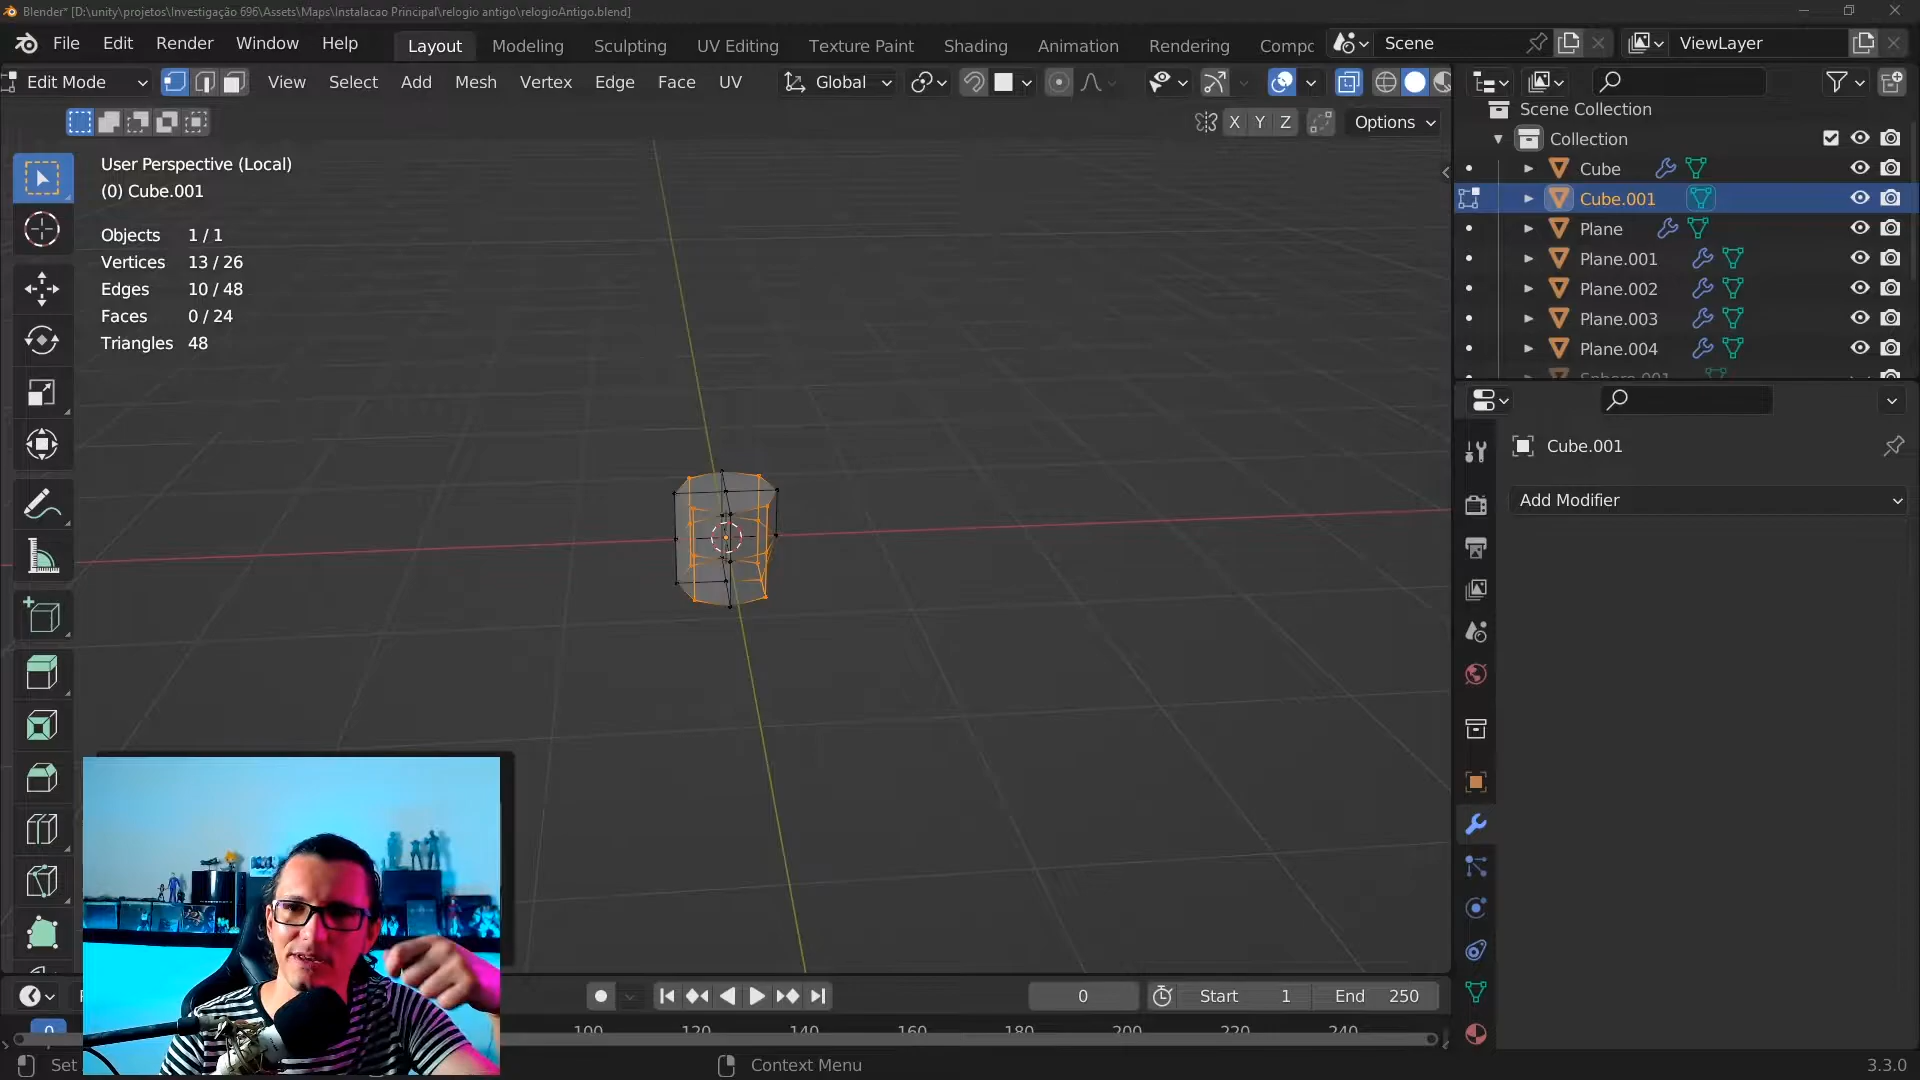 Blender* [D:\unity\projetos\Investigação 696\Assets\Maps\Instalacao Principal\relogio antigo\relogioAntigo.blend]
File Edit Render Window Help Layout Modeling Sculpting UV Editing Texture Paint Shading Animation Rendering Compc Scene ViewLayer
Edit Mode View Select Add Mesh Vertex Edge Face UV Global
X Y Z Options
User Perspective (Local)
(0) Cube.001
Objects 1 / 1
Vertices 13 / 26
Edges 10 / 48
Faces 0 / 24
Triangles 48
Scene Collection
Collection
Cube
Cube.001
Plane
Plane.001
Plane.002
Plane.003
Plane.004
Sphere.001
Cube.001
Add Modifier
0 Start 1 End 250
0 100 120 140 160 180 200 220 240
Set Context Menu 3.3.0